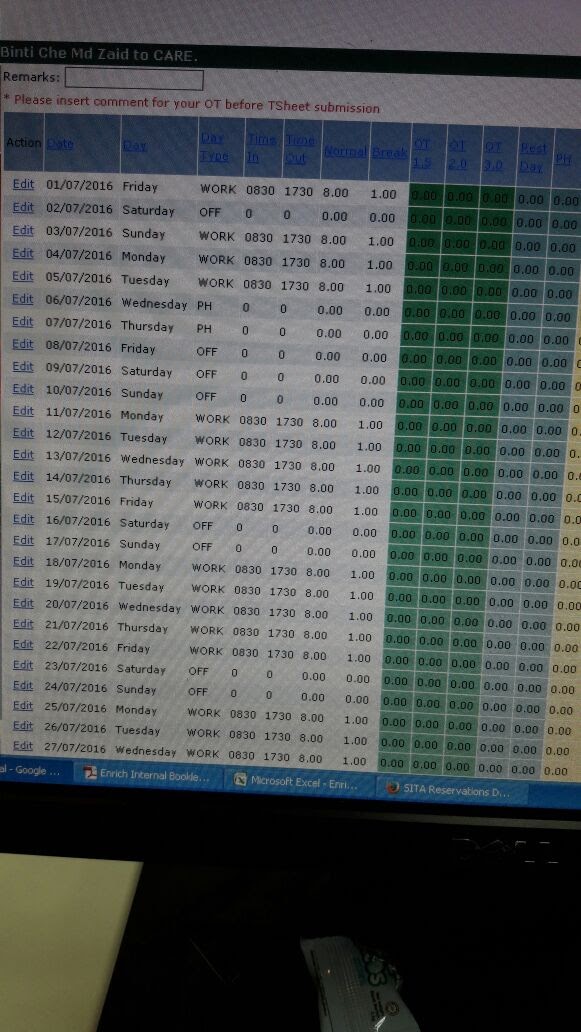 Binti Che Md Zaid to CARE.
Remarks:
* Please insert comment for your OT before TSheet submission
Action Date Day Day Type Time In Time Out Normal Break OT 1.5 OT 2.0 OT 3.0 Rest Day PH
Edit 01/07/2016 Friday WORK 0830 1730 8.00 1.00 0.00 0.00 0.00 0.00 0.00
Edit 02/07/2016 Saturday OFF 0 0 0.00 0.00 0.00 0.00 0.00 0.00 0.00
Edit 03/07/2016 Sunday WORK 0830 1730 8.00 1.00 0.00 0.00 0.00 0.00 0.00
Edit 04/07/2016 Monday WORK 0830 1730 8.00 1.00 0.00 0.00 0.00 0.00 0.00
Edit 05/07/2016 Tuesday WORK 0830 1730 8.00 1.00 0.00 0.00 0.00 0.00 0.00
Edit 06/07/2016 Wednesday PH 0 0 0.00 0.00 0.00 0.00 0.00 0.00
Edit 07/07/2016 Thursday PH 0 0 0.00 0.00 0.00 0.00 0.00 0.00
Edit 08/07/2016 Friday OFF 0 0 0.00 0.00 0.00 0.00 0.00 0.00
Edit 09/07/2016 Saturday OFF 0 0 0.00 0.00 0.00 0.00 0.00 0.00
Edit 10/07/2016 Sunday OFF 0 0 0.00 0.00 0.00 0.00 0.00 0.00
Edit 11/07/2016 Monday WORK 0830 1730 8.00 1.00 0.00 0.00 0.00 0.00
Edit 12/07/2016 Tuesday WORK 0830 1730 8.00 1.00 0.00 0.00 0.00 0.00
Edit 13/07/2016 Wednesday WORK 0830 1730 8.00 1.00 0.00 0.00 0.00 0.00
Edit 14/07/2016 Thursday WORK 0830 1730 8.00 1.00 0.00 0.00 0.00 0.00
Edit 15/07/2016 Friday WORK 0830 1730 8.00 1.00 0.00 0.00 0.00 0.00
Edit 16/07/2016 Saturday OFF 0 0 0.00 0.00 0.00 0.00 0.00 0.00
Edit 17/07/2016 Sunday OFF 0 0 0.00 0.00 0.00 0.00 0.00 0.00
Edit 18/07/2016 Monday WORK 0830 1730 8.00 1.00 0.00 0.00 0.00 0.00 0.00
Edit 19/07/2016 Tuesday WORK 0830 1730 8.00 1.00 0.00 0.00 0.00 0.00 0.00
Edit 20/07/2016 Wednesday WORK 0830 1730 8.00 1.00 0.00 0.00 0.00 0.00 0.00
Edit 21/07/2016 Thursday WORK 0830 1730 8.00 1.00 0.00 0.00 0.00 0.00 0.00
Edit 22/07/2016 Friday WORK 0830 1730 8.00 1.00 0.00 0.00 0.00 0.00 0.00
Edit 23/07/2016 Saturday OFF 0 0 0.00 0.00 0.00 0.00 0.00 0.00 0.00
Edit 24/07/2016 Sunday OFF 0 0 0.00 0.00 0.00 0.00 0.00 0.00 0.00
Edit 25/07/2016 Monday WORK 0830 1730 8.00 1.00 0.00 0.00 0.00 0.00 0.00
Edit 26/07/2016 Tuesday WORK 0830 1730 8.00 1.00 0.00 0.00 0.00 0.00 0.00
Edit 27/07/2016 Wednesday WORK 0830 1730 8.00 1.00 0.00 0.00 0.00 0.00 0.00
al - Google ... Enrich Internal Bookle... Microsoft Excel - Enri... SITA Reservations D...
DELL